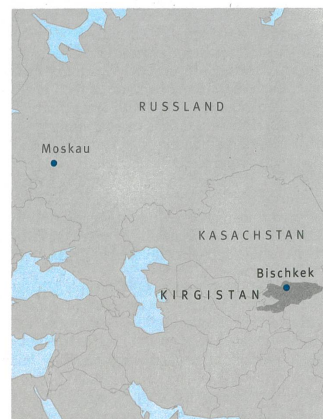 RUSSLAND
Moskau
KASACHSTAN
Bischkek
KIRGISTAN